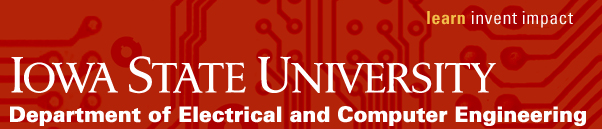 learn invent impact
IOWA STATE UNIVERSITY
Department of Electrical and Computer Engineering